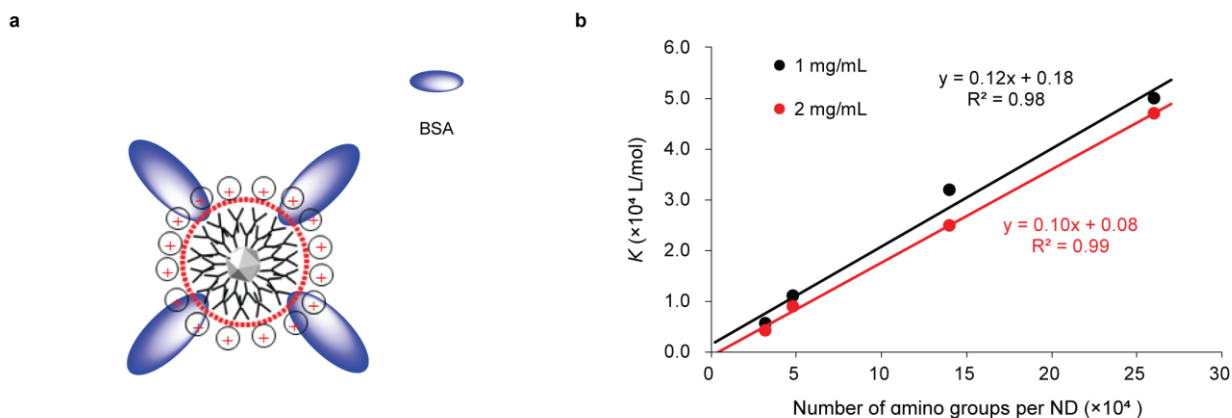 a
BSA
+ + + + + + + + + + + + + + + +
b
1 mg/mL
2 mg/mL
y = 0.12x + 0.18
R² = 0.98
y = 0.10x + 0.08
R² = 0.99
K (×10⁴ L/mol)
6.0
5.0
4.0
3.0
2.0
1.0
0.0
0 5 10 15 20 25 30
Number of amino groups per ND (×10⁴ )